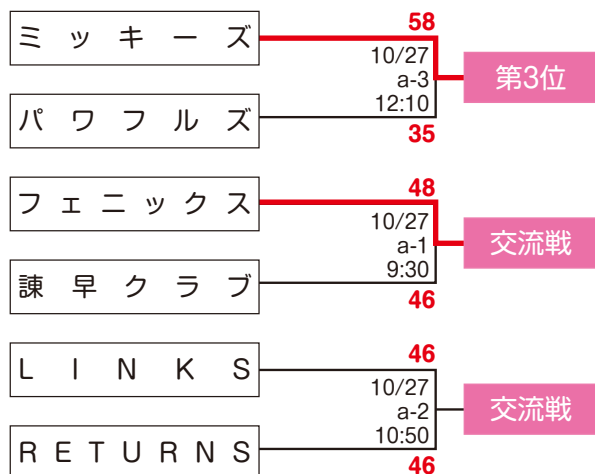 ミッキーズ
58
10/27
a-3
12:10
第3位
パワフルズ
35
フェニックス
48
10/27
a-1
9:30
交流戦
諫早クラブ
46
LINKS
46
10/27
a-2
10:50
交流戦
RETURNS
46